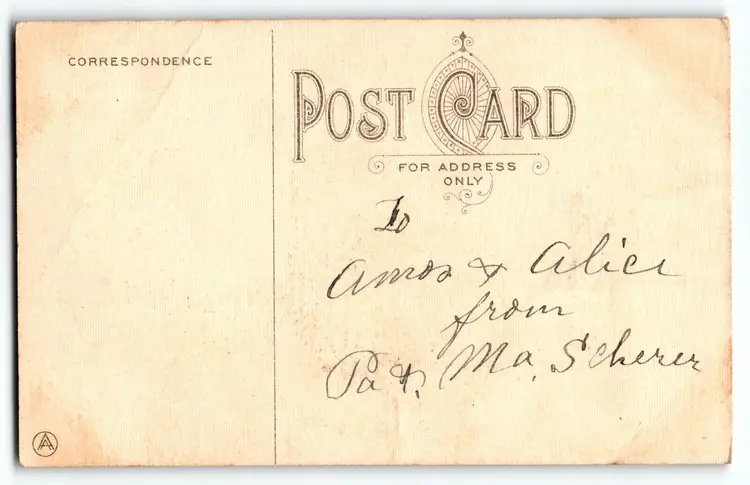 CORRESPONDENCE
POST CARD
FOR ADDRESS
ONLY
To
Amos & Alice
from
Pa &. Ma. Scherer
A